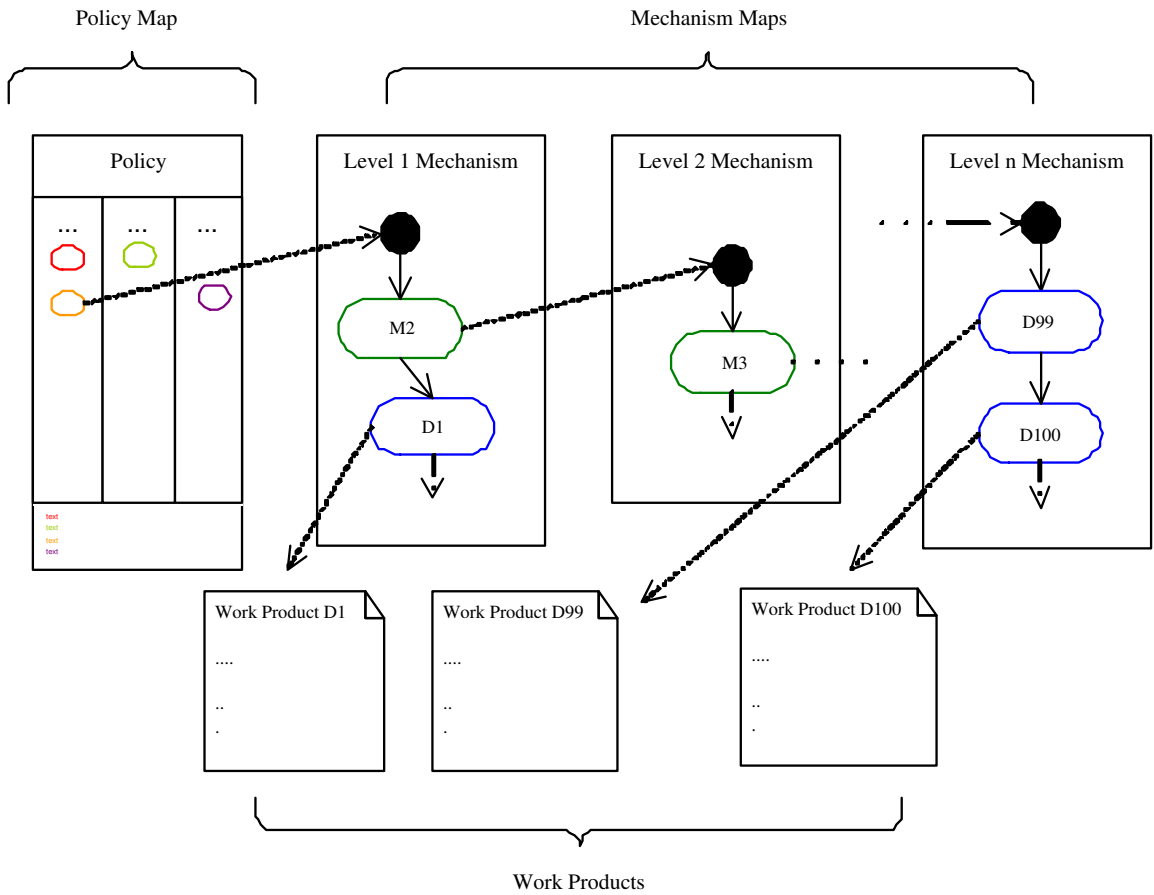 Policy Map
Mechanism Maps
Policy
Level 1 Mechanism
Level 2 Mechanism
Level n Mechanism
... ... ...
M2
M3
D1
D99
D100
text
text
text
text
Work Product D1
....
..
.
Work Product D99
....
..
.
Work Product D100
....
..
.
Work Products